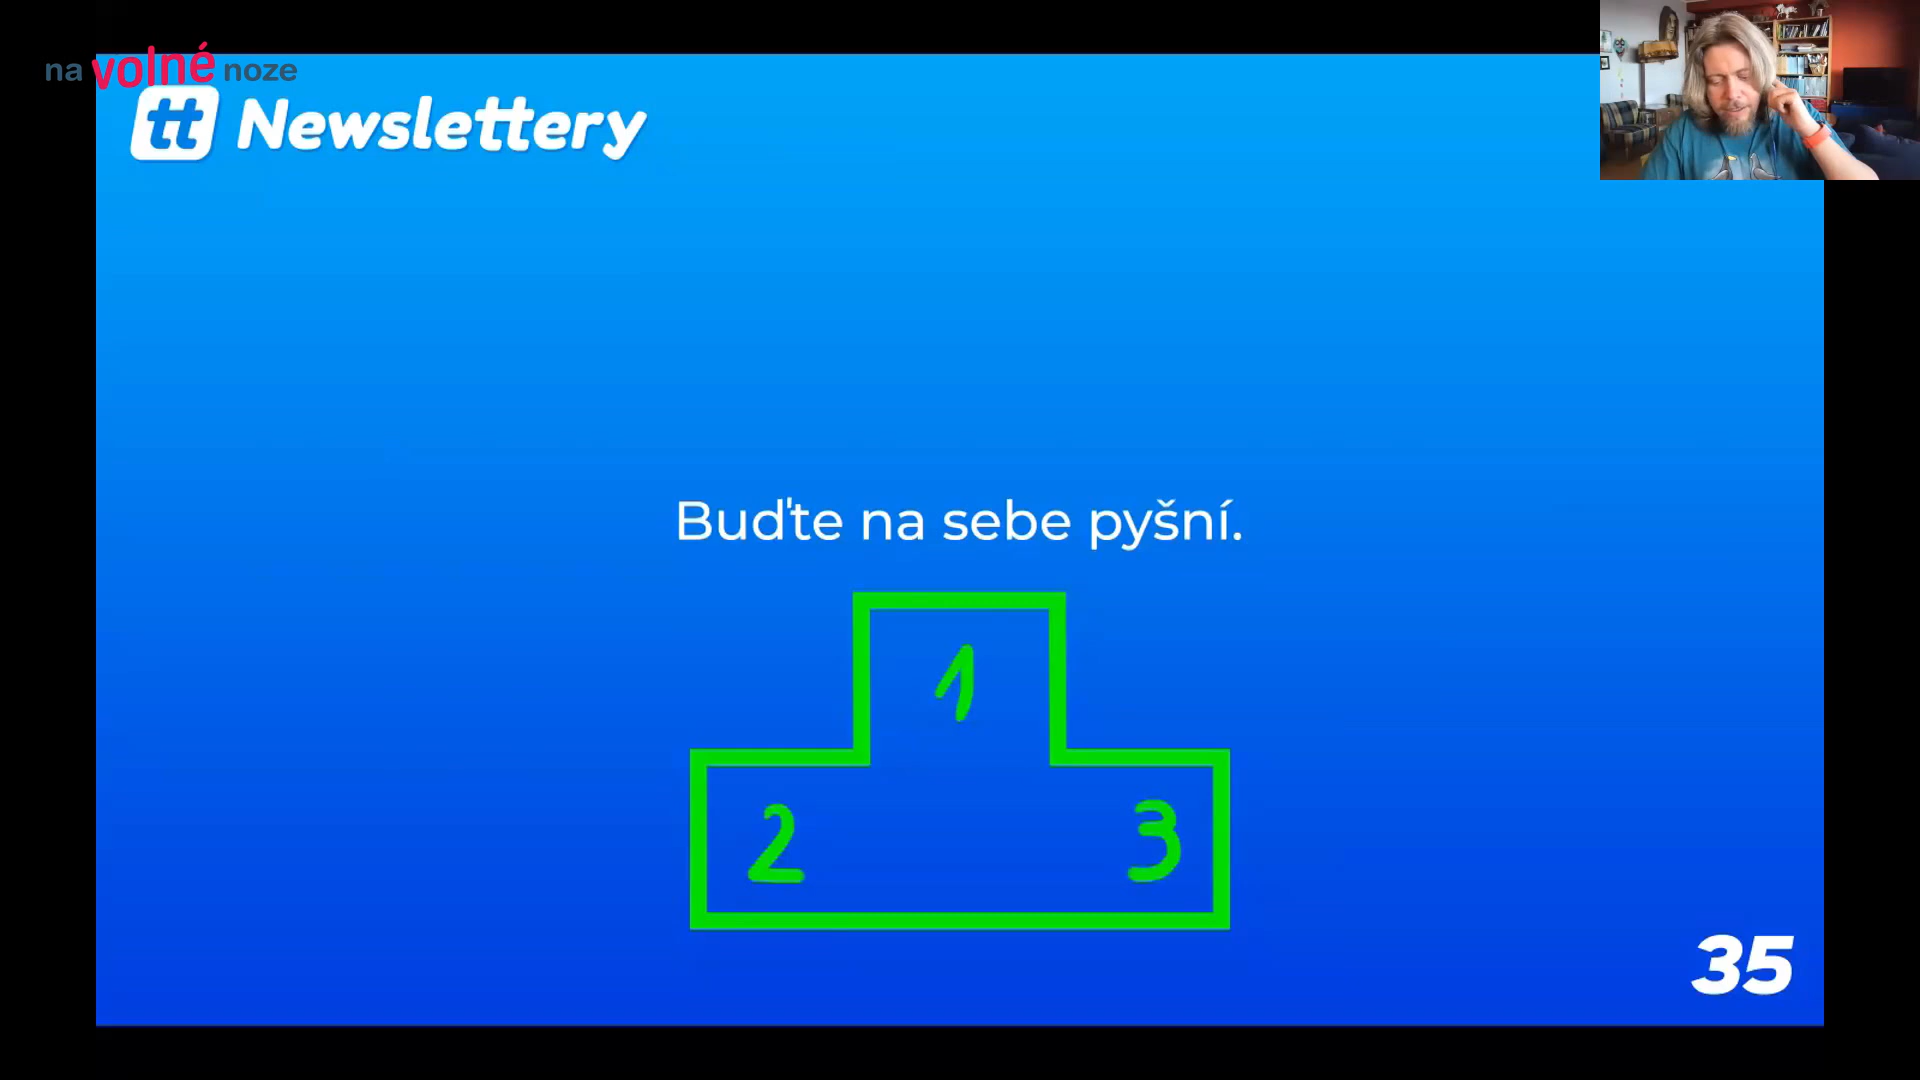 na volné noze
tt Newslettery
Buďte na sebe pyšní.
1
2 3
35